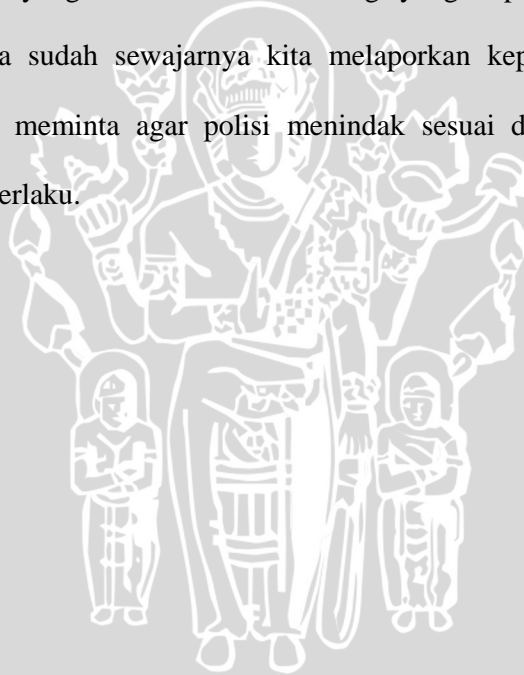 a sudah sewajarnya kita melaporkan kep
meminta agar polisi menindak sesuai d
erlaku.